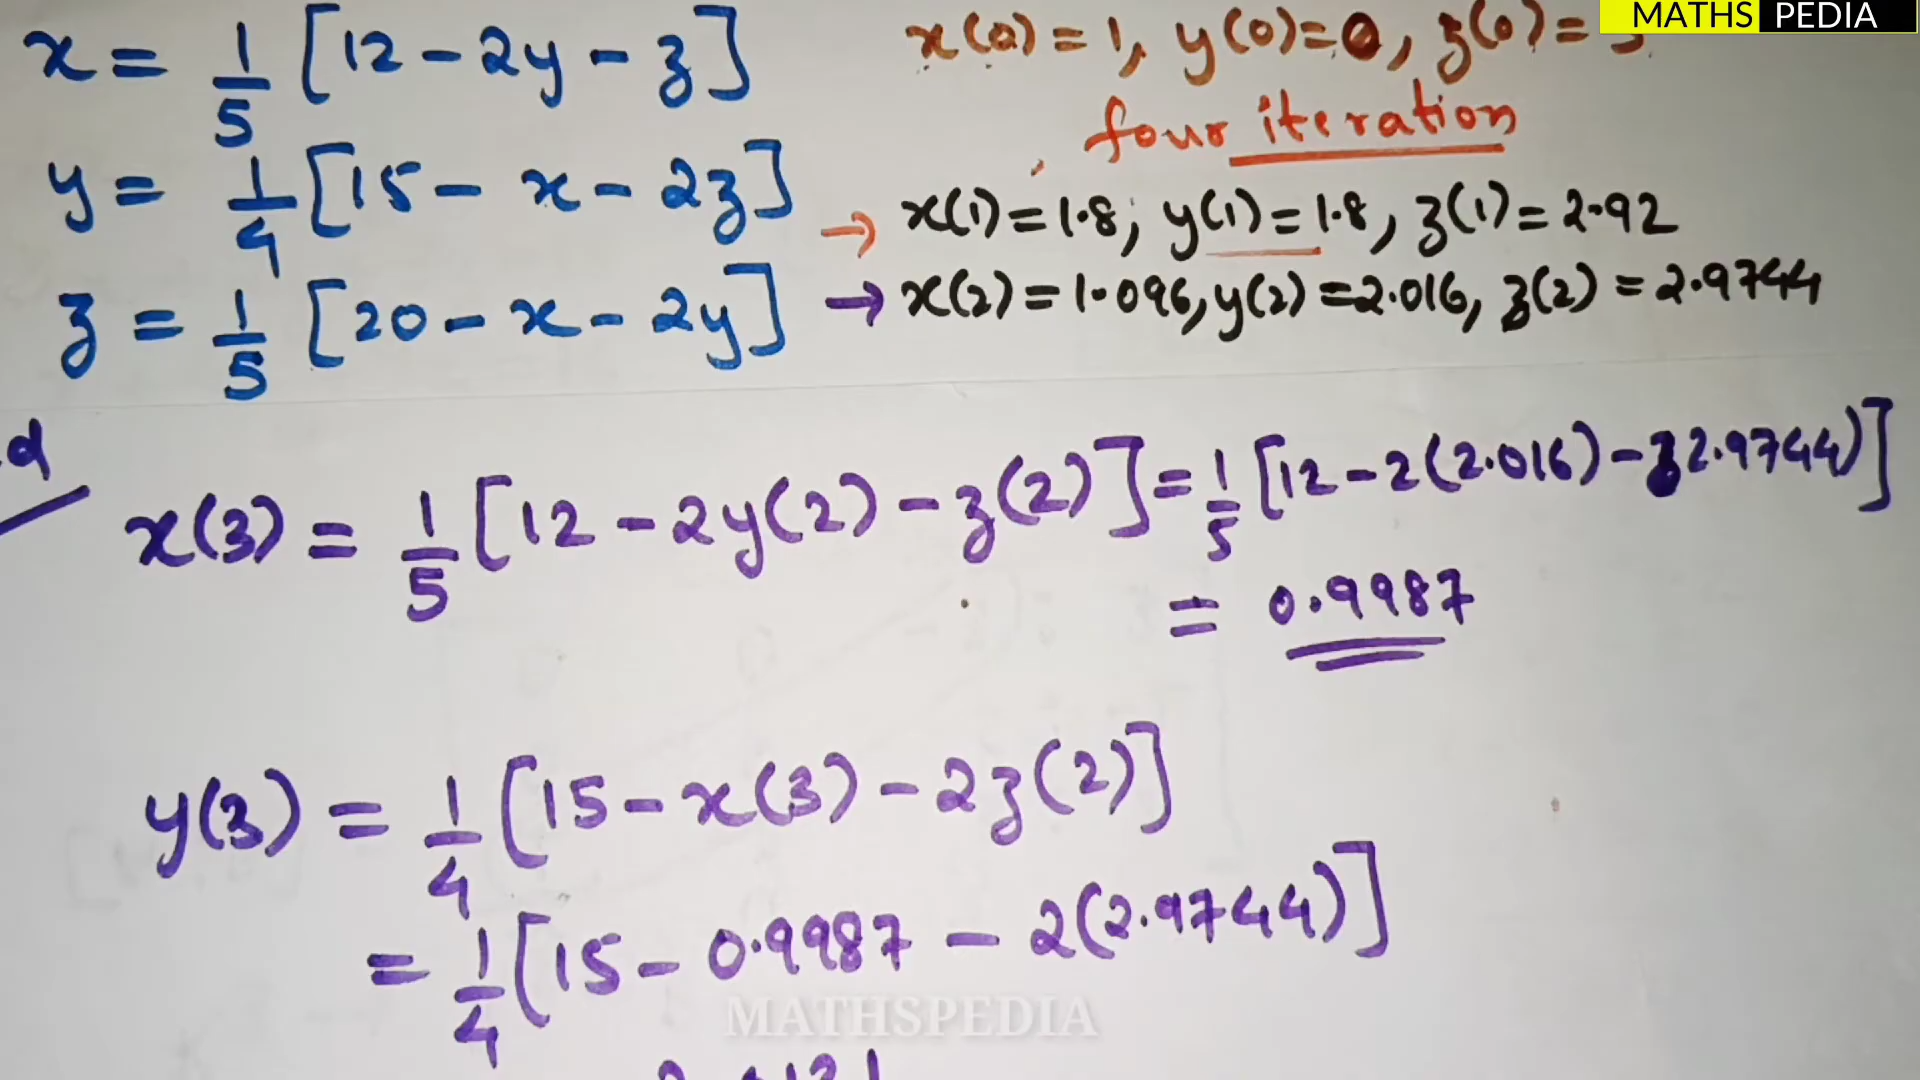 MATHS PEDIA
x = 1/5 [12 - 2y - z]
x(0) = 1, y(0) = 0, z(0) =
four iteration
y = 1/4 [15 - x - 2z]
→ x(1) = 1.8; y(1) = 1.8, z(1) = 2.92
z = 1/5 [20 - x - 2y]
→ x(2) = 1.096, y(2) = 2.016, z(2) = 2.9744
x(3) = 1/5 [12 - 2y(2) - z(2)] = 1/5 [12 - 2(2.016) - 2.9744)]
= 0.9987
y(3) = 1/4 [15 - x(3) - 2z(2)]
= 1/4 [15 - 0.9987 - 2(2.9744)]
MATHSPEDIA